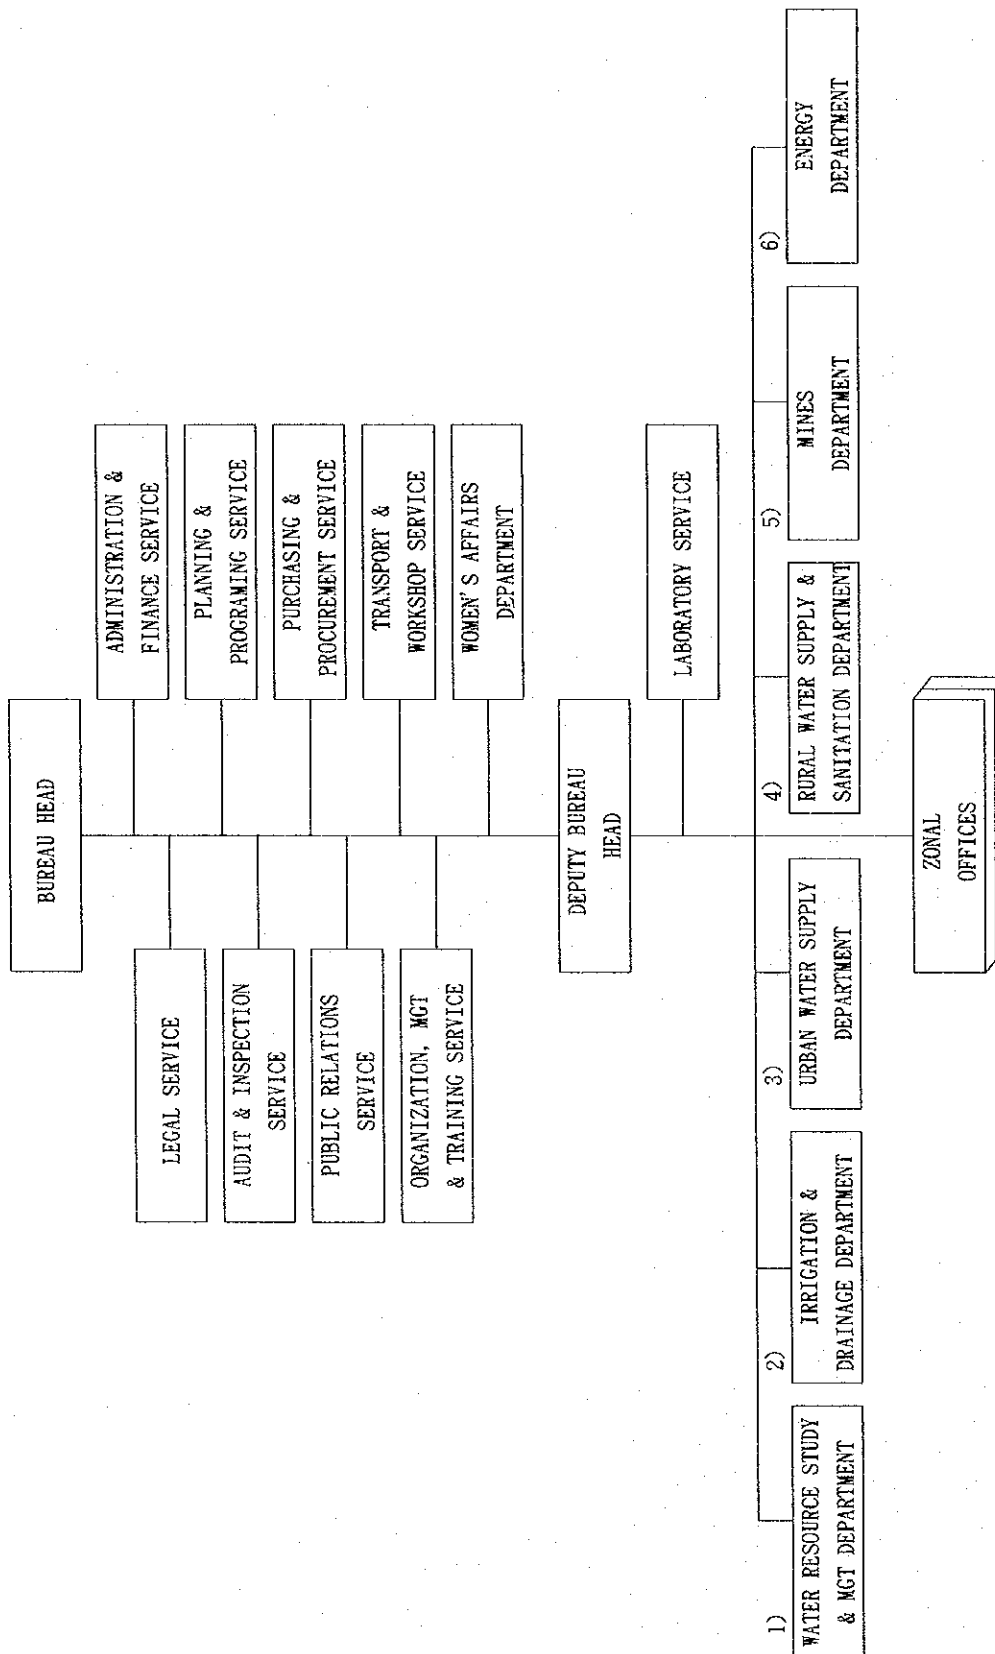 BUREAU HEAD
ADMINISTRATION &
FINANCE SERVICE
LEGAL SERVICE
PLANNING &
PROGRAMING SERVICE
AUDIT & INSPECTION
SERVICE
PURCHASING &
PROCUREMENT SERVICE
PUBLIC RELATIONS
SERVICE
TRANSPORT &
WORKSHOP SERVICE
ORGANIZATION, MGT
& TRAINING SERVICE
WOMEN'S AFFAIRS
DEPARTMENT
DEPUTY BUREAU
HEAD
LABORATORY SERVICE
1)
WATER RESOURCE STUDY
& MGT DEPARTMENT
2)
IRRIGATION &
DRAINAGE DEPARTMENT
3)
URBAN WATER SUPPLY
DEPARTMENT
4)
RURAL WATER SUPPLY &
SANITATION DEPARTMENT
5)
MINES
DEPARTMENT
6)
ENERGY
DEPARTMENT
ZONAL
OFFICES